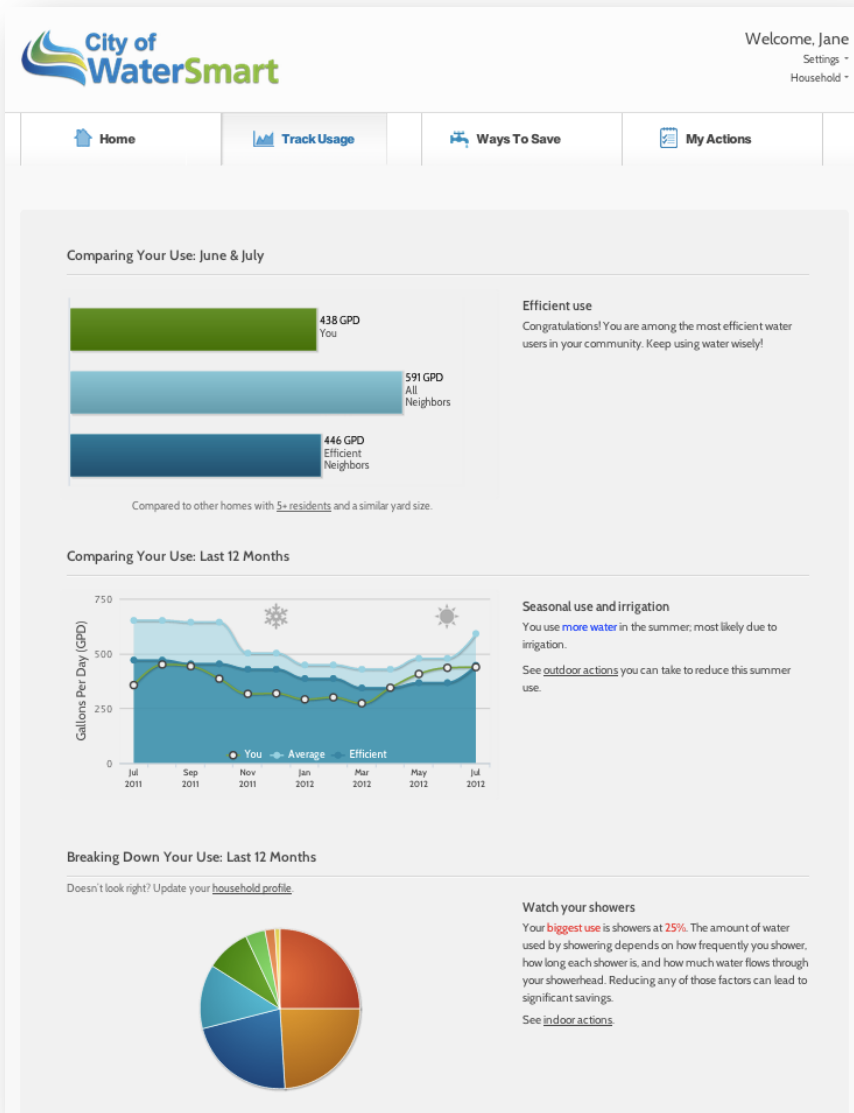 City of
WaterSmart
Welcome, Jane
Settings
Household
Home
Track Usage
Ways To Save
My Actions
Comparing Your Use: June & July
438 GPD
You
591 GPD
All
Neighbors
446 GPD
Efficient
Neighbors
Compared to other homes with 5+ residents and a similar yard size.
Efficient use
Congratulations! You are among the most efficient water
users in your community. Keep using water wisely!
Comparing Your Use: Last 12 Months
Gallons Per Day (GPD)
750
500
250
0
You Average Efficient
Jul Sep Nov Jan Mar May Jul
2011 2011 2011 2012 2012 2012 2012
Seasonal use and irrigation
You use more water in the summer; most likely due to
irrigation.
See outdoor actions you can take to reduce this summer
use.
Breaking Down Your Use: Last 12 Months
Doesn't look right? Update your household profile.
Watch your showers
Your biggest use is showers at 25%. The amount of water
used by showering depends on how frequently you shower,
how long each shower is, and how much water flows through
your showerhead. Reducing any of those factors can lead to
significant savings.
See indoor actions.